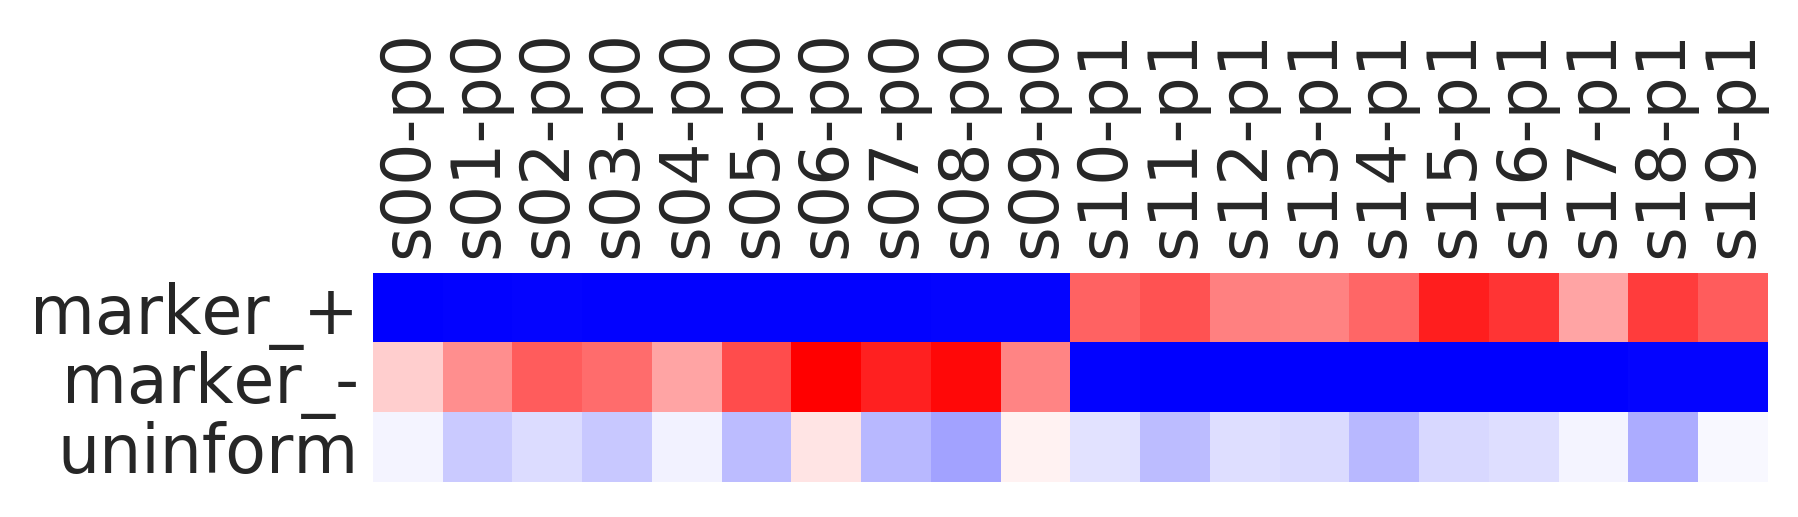 s00-p0
s01-p0
s02-p0
s03-p0
s04-p0
s05-p0
s06-p0
s07-p0
s08-p0
s09-p0
s10-p1
s11-p1
s12-p1
s13-p1
s14-p1
s15-p1
s16-p1
s17-p1
s18-p1
s19-p1
marker_+
marker_-
uninform